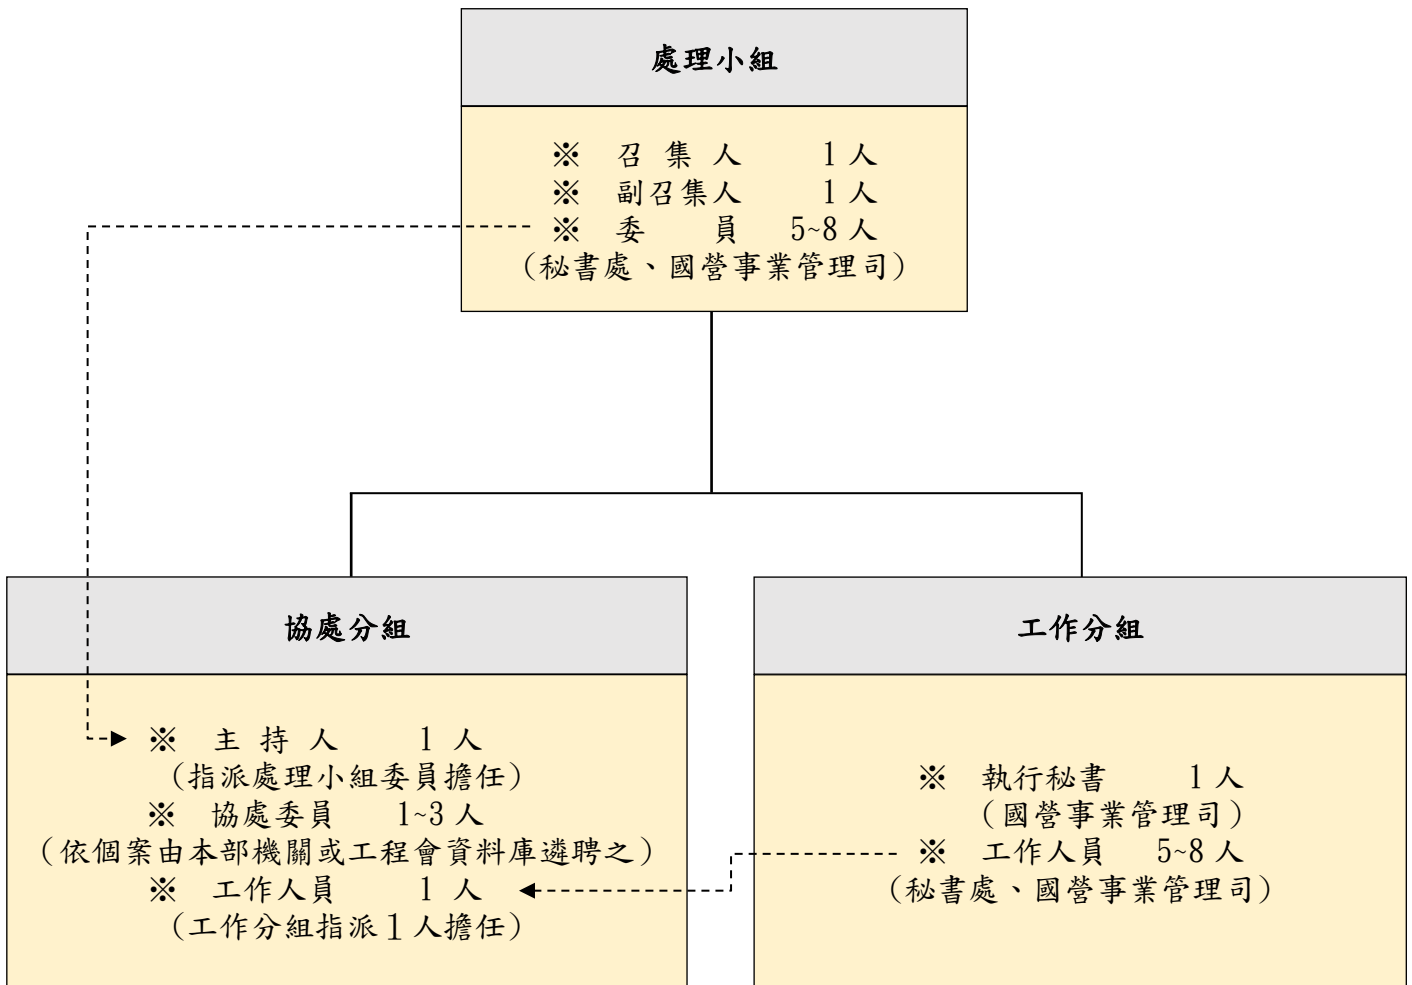 處理小組
※ 召 集 人 1 人
※ 副召集人 1 人
※ 委 員 5~8 人
(秘書處、國營事業管理司)
協處分組
※ 主 持 人 1 人
(指派處理小組委員擔任)
※ 協處委員 1~3 人
(依個案由本部機關或工程會資料庫遴聘之)
※ 工作人員 1 人
(工作分組指派1人擔任)
工作分組
※ 執行秘書 1 人
(國營事業管理司)
※ 工作人員 5~8 人
(秘書處、國營事業管理司)